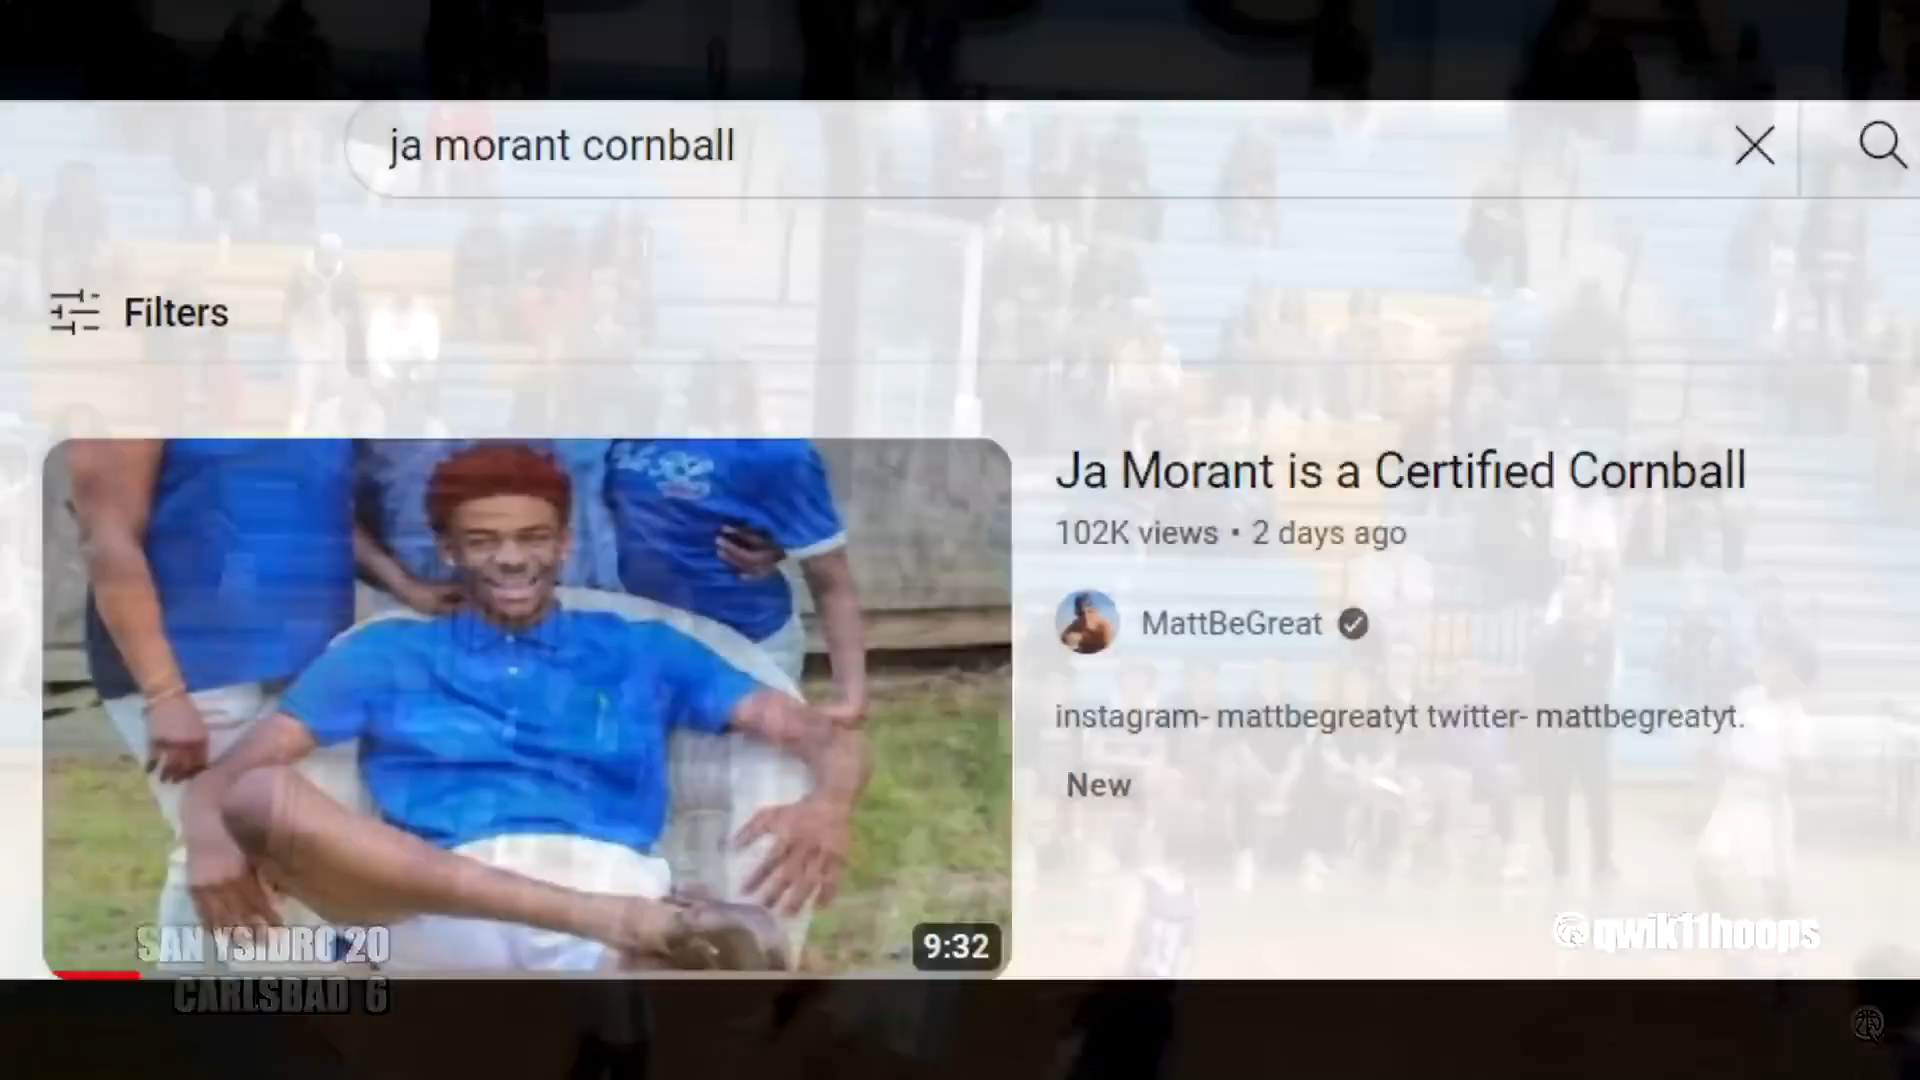 ja morant cornball
Filters
Ja Morant is a Certified Cornball
102K views • 2 days ago
MattBeGreat
instagram- mattbegreatyt twitter- mattbegreatyt.
New
9:32
SAN YSIDRO 20
CARLSBAD 6
@qwik11hoops